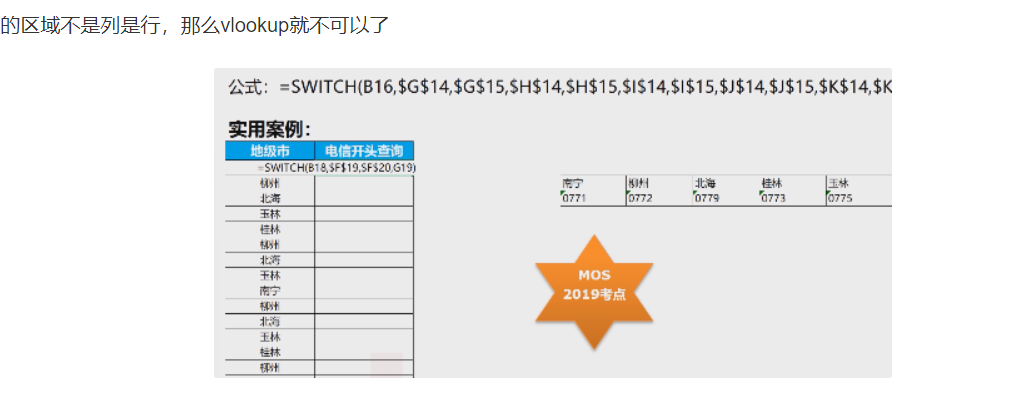 的区域不是列是行，那么vlookup就不可以了
公式：=SWITCH(B16,$G$14,$G$15,$H$14,$H$15,$I$14,$I$15,$J$14,$J$15,$K$14,$K
实用案例：
地级市 电信开头查询
=SWITCH(B18,$F$19,$F$20,G19)
柳州 南宁 柳州 北海 桂林 玉林
北海 0771 0772 0779 0773 0775
玉林
桂林
柳州
北海
玉林
MOS
南宁
2019考点
柳州
北海
玉林
桂林
柳州